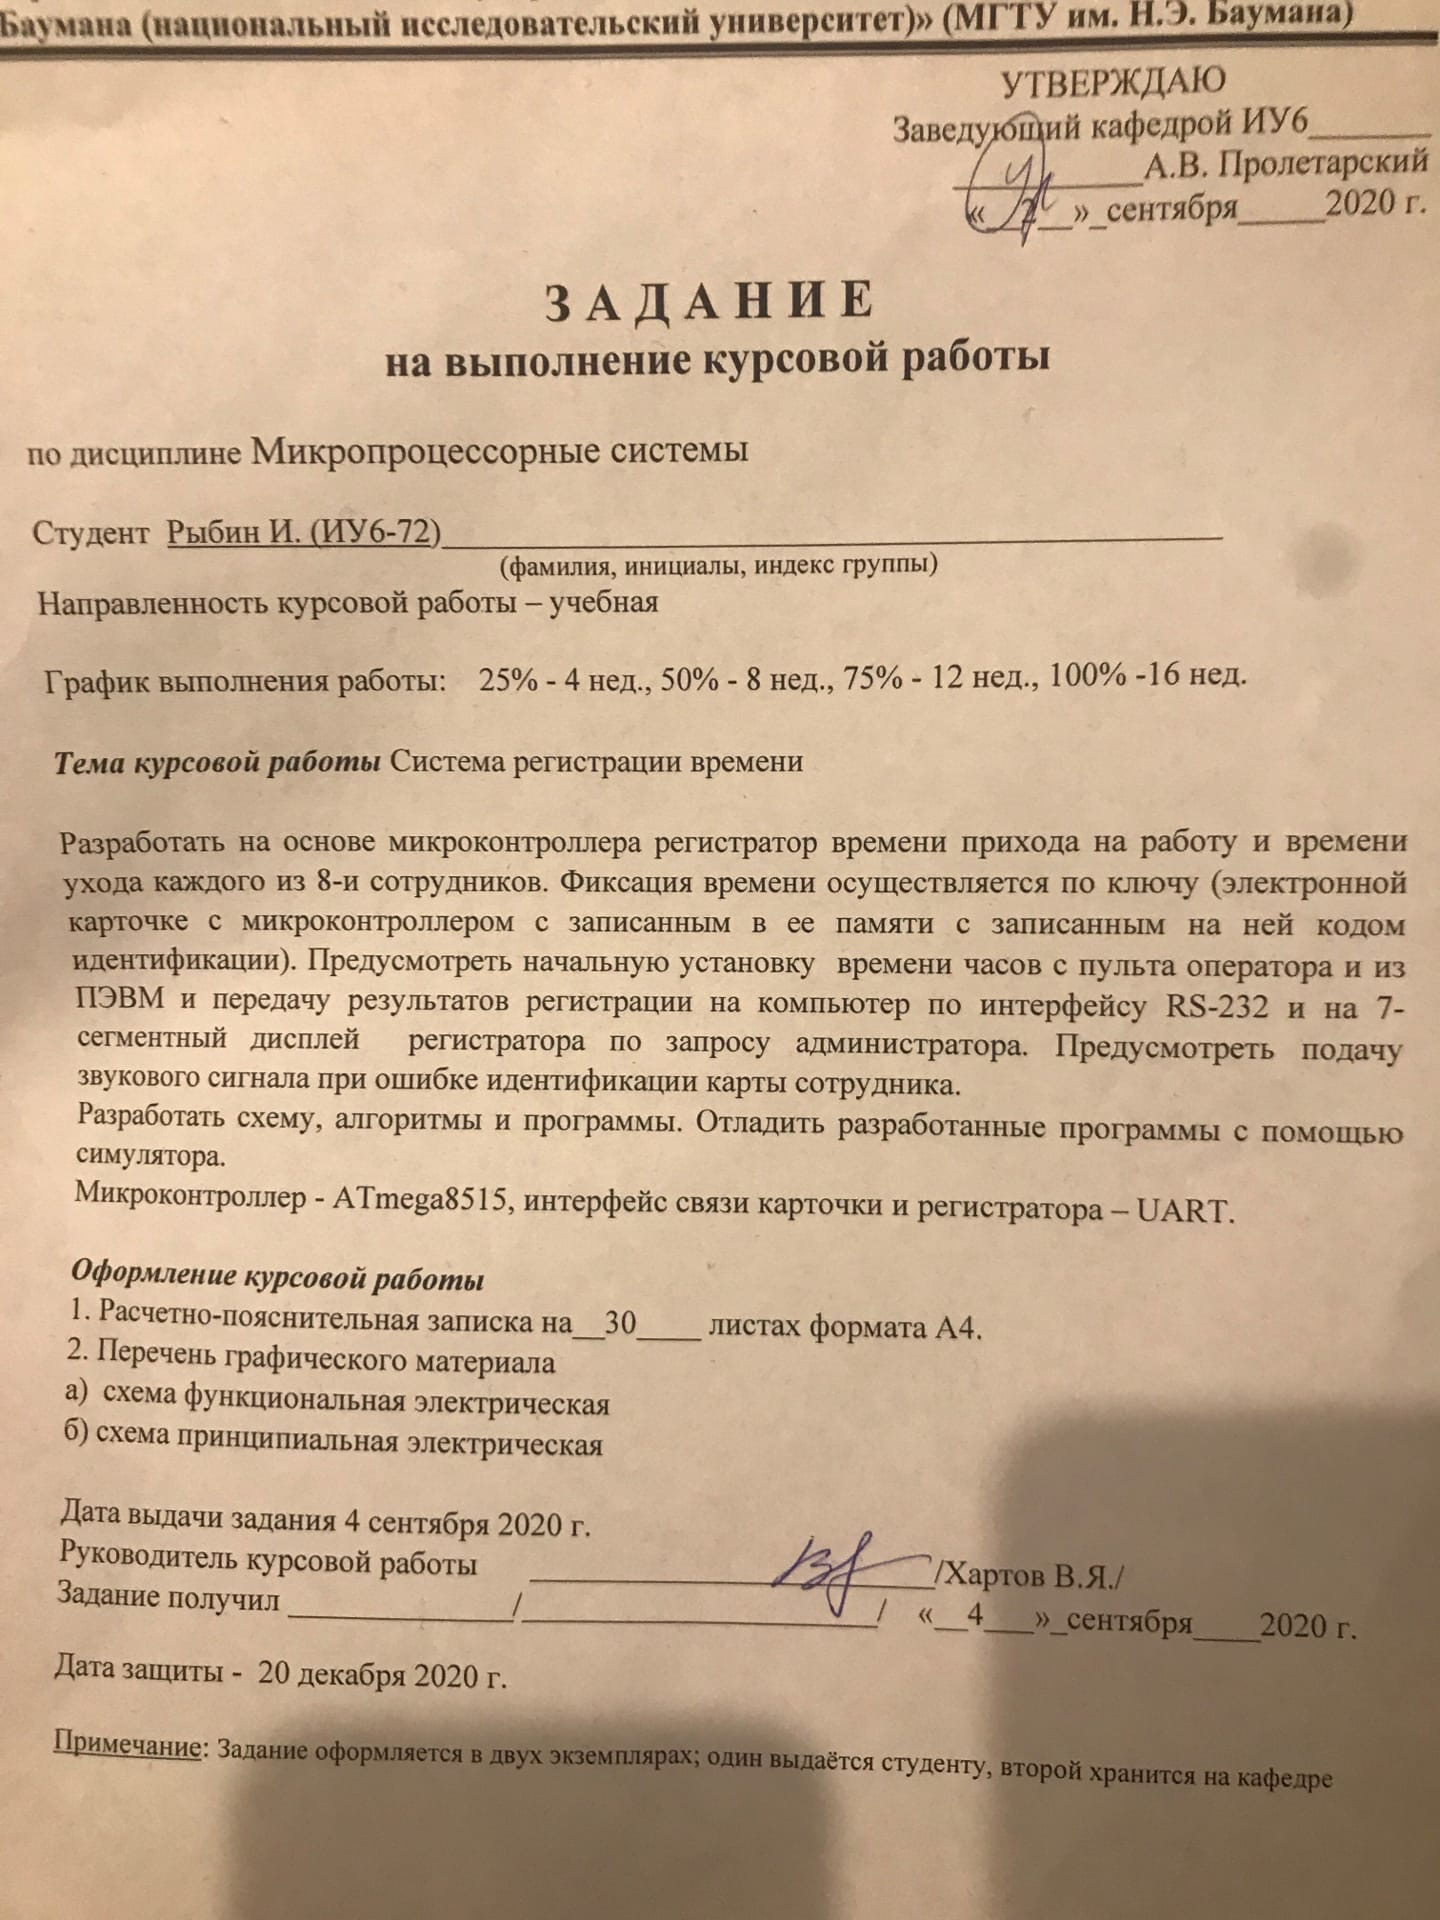 Баумана (национальный исследовательский университет)» (МГТУ им. Н.Э. Баумана)
УТВЕРЖДАЮ
Заведующий кафедрой ИУ6_______
___________А.В. Пролетарский
«__2__»_сентября_____2020 г.
З А Д А Н И Е
на выполнение курсовой работы
по дисциплине Микропроцессорные системы
Студент Рыбин И. (ИУ6-72)
(фамилия, инициалы, индекс группы)
Направленность курсовой работы – учебная
График выполнения работы: 25% - 4 нед., 50% - 8 нед., 75% - 12 нед., 100% -16 нед.
Тема курсовой работы Система регистрации времени
Разработать на основе микроконтроллера регистратор времени прихода на работу и времени
ухода каждого из 8-и сотрудников. Фиксация времени осуществляется по ключу (электронной
карточке с микроконтроллером с записанным в ее памяти с записанным на ней кодом
идентификации). Предусмотреть начальную установку времени часов с пульта оператора и из
ПЭВМ и передачу результатов регистрации на компьютер по интерфейсу RS-232 и на 7-
сегментный дисплей регистратора по запросу администратора. Предусмотреть подачу
звукового сигнала при ошибке идентификации карты сотрудника.
Разработать схему, алгоритмы и программы. Отладить разработанные программы с помощью
симулятора.
Микроконтроллер - ATmega8515, интерфейс связи карточки и регистратора – UART.
Оформление курсовой работы
1. Расчетно-пояснительная записка на__30____ листах формата А4.
2. Перечень графического материала
а) схема функциональная электрическая
б) схема принципиальная электрическая
Дата выдачи задания 4 сентября 2020 г.
Руководитель курсовой работы _______________________/Хартов В.Я./
Задание получил _____________/____________________/ «__4___»_сентября____2020 г.
Дата защиты - 20 декабря 2020 г.
Примечание: Задание оформляется в двух экземплярах; один выдаётся студенту, второй хранится на кафедре